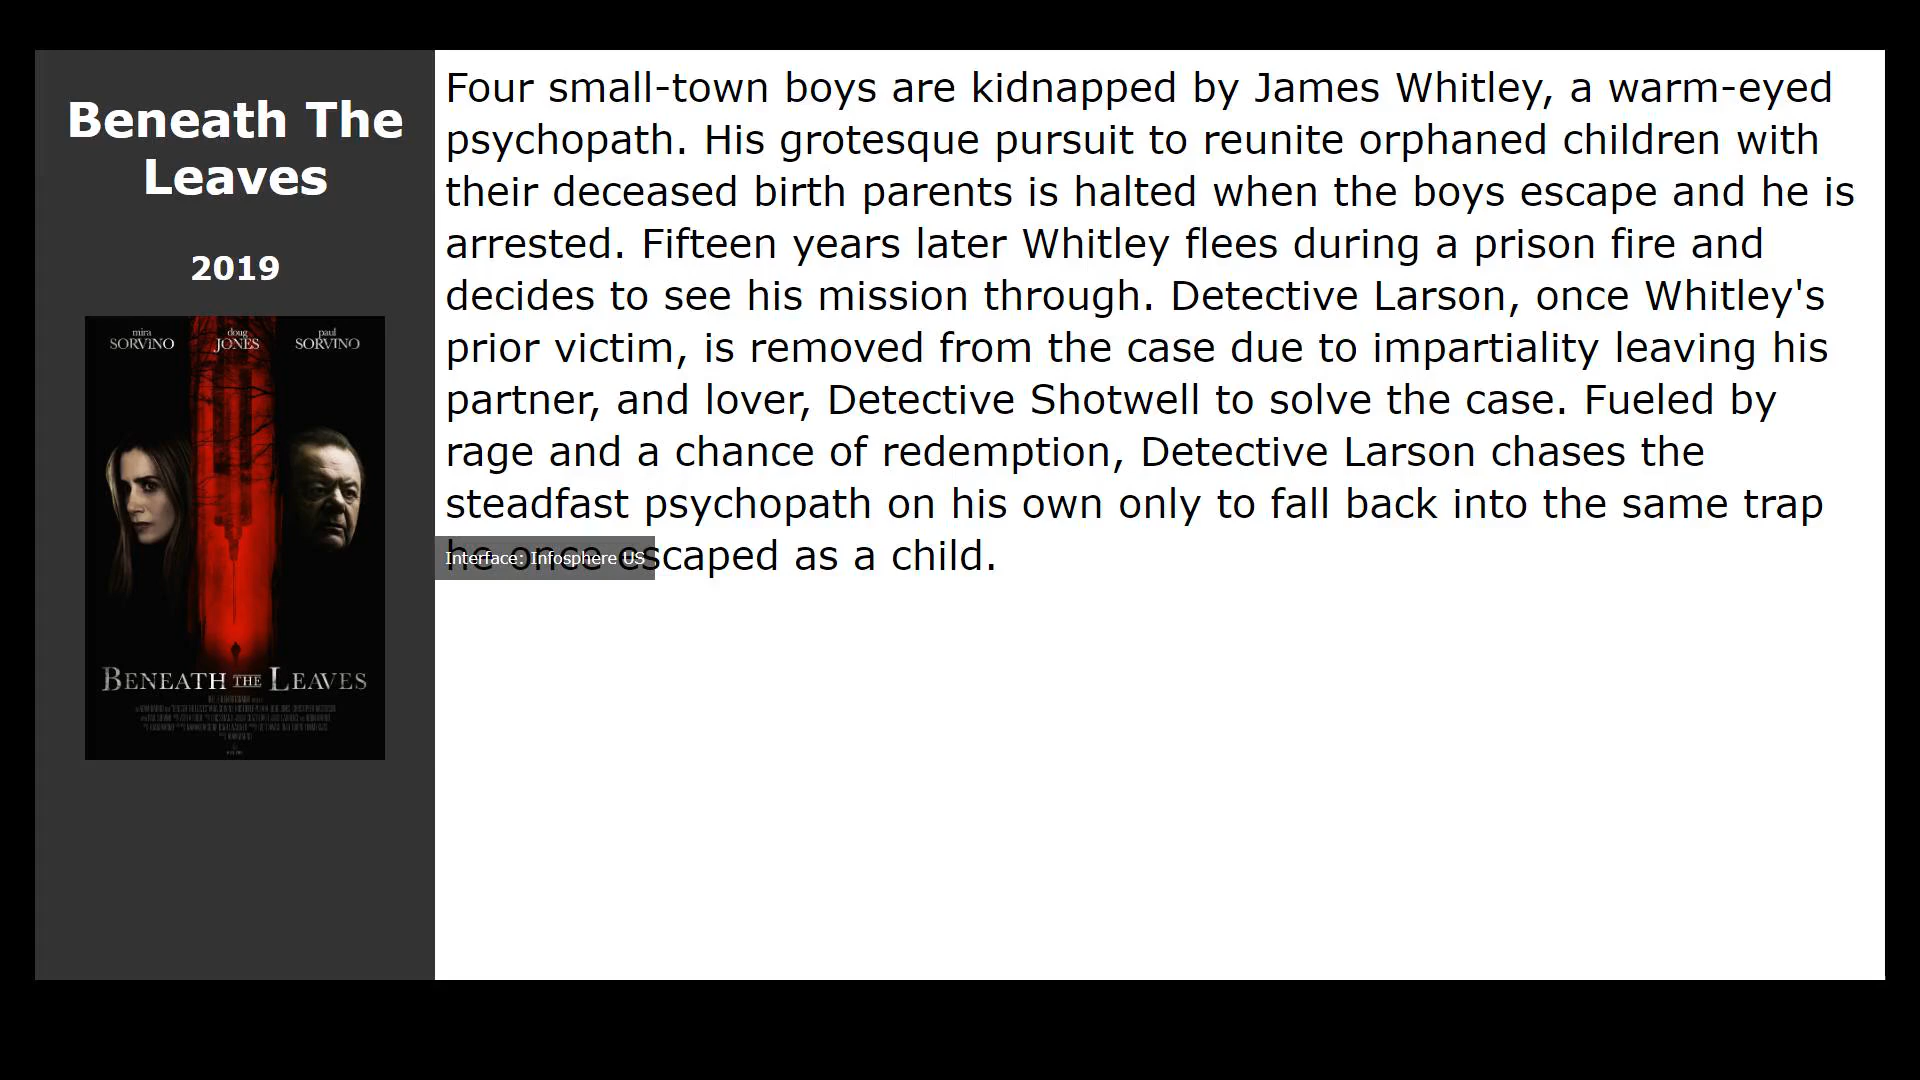 Beneath The
Leaves
2019
mira
SORVINO
doug
JONES
paul
SORVINO
BENEATH THE LEAVES
Four small-town boys are kidnapped by James Whitley, a warm-eyed
psychopath. His grotesque pursuit to reunite orphaned children with
their deceased birth parents is halted when the boys escape and he is
arrested. Fifteen years later Whitley flees during a prison fire and
decides to see his mission through. Detective Larson, once Whitley's
prior victim, is removed from the case due to impartiality leaving his
partner, and lover, Detective Shotwell to solve the case. Fueled by
rage and a chance of redemption, Detective Larson chases the
steadfast psychopath on his own only to fall back into the same trap
he once escaped as a child.
Interface: Infosphere US